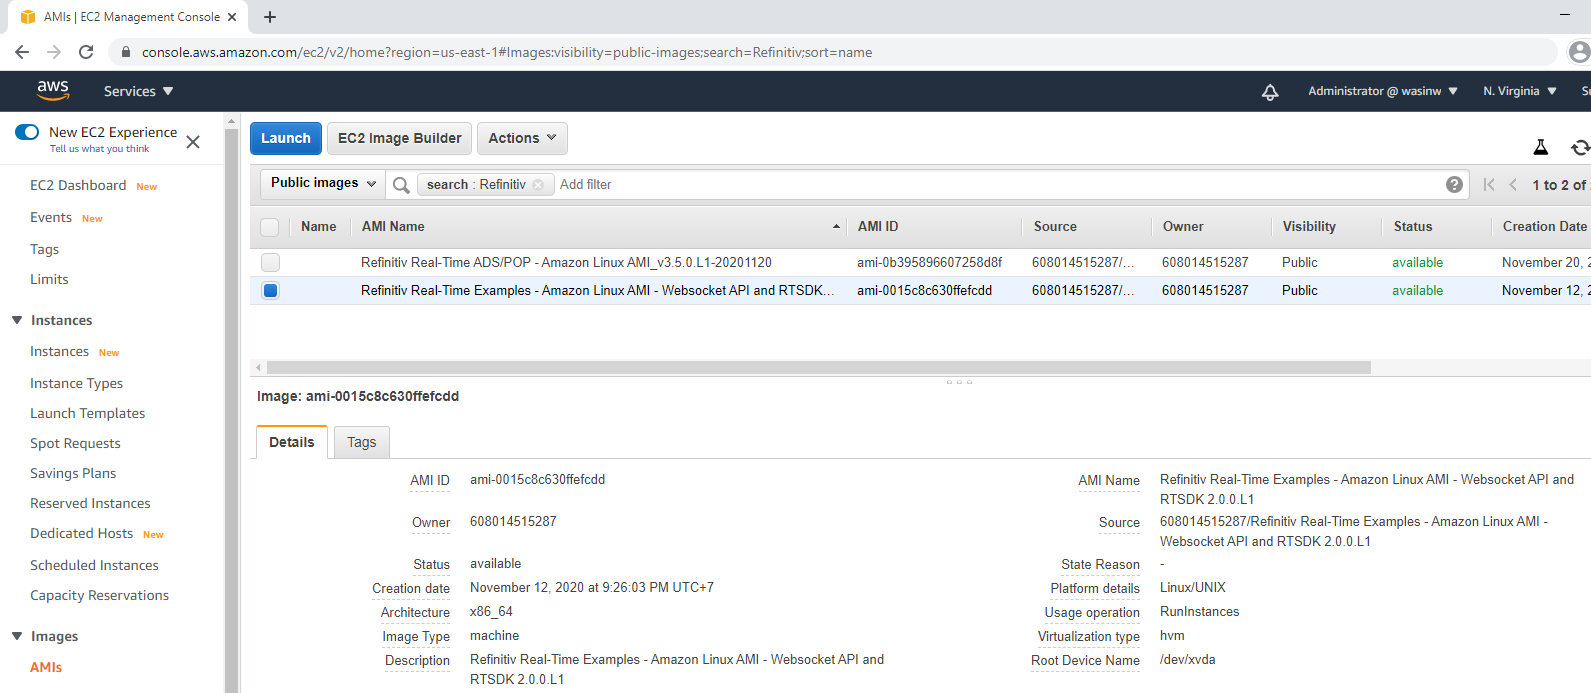 AMIs | EC2 Management Console
console.aws.amazon.com/ec2/v2/home?region=us-east-1#Images:visibility=public-images;search=Refinitiv;sort=name
aws
Services
Administrator @ wasinw
N. Virginia
New EC2 Experience
Tell us what you think
EC2 Dashboard New
Events New
Tags
Limits
Instances
Instances New
Instance Types
Launch Templates
Spot Requests
Savings Plans
Reserved Instances
Dedicated Hosts New
Scheduled Instances
Capacity Reservations
Images
AMIs
Launch
EC2 Image Builder
Actions
Public images
search : Refinitiv
Add filter
1 to 2 of
Name AMI Name AMI ID Source Owner Visibility Status Creation Date
Refinitiv Real-Time ADS/POP - Amazon Linux AMI_v3.5.0.L1-20201120 ami-0b395896607258d8f 608014515287/... 608014515287 Public available November 20, 2
Refinitiv Real-Time Examples - Amazon Linux AMI - Websocket API and RTSDK... ami-0015c8c630ffefcdd 608014515287/... 608014515287 Public available November 12, 2
Image: ami-0015c8c630ffefcdd
Details
Tags
AMI ID ami-0015c8c630ffefcdd
AMI Name Refinitiv Real-Time Examples - Amazon Linux AMI - Websocket API and
RTSDK 2.0.0.L1
Owner 608014515287
Source 608014515287/Refinitiv Real-Time Examples - Amazon Linux AMI -
Websocket API and RTSDK 2.0.0.L1
Status available
State Reason -
Creation date November 12, 2020 at 9:26:03 PM UTC+7
Platform details Linux/UNIX
Architecture x86_64
Usage operation RunInstances
Image Type machine
Virtualization type hvm
Description Refinitiv Real-Time Examples - Amazon Linux AMI - Websocket API and
RTSDK 2.0.0.L1
Root Device Name /dev/xvda